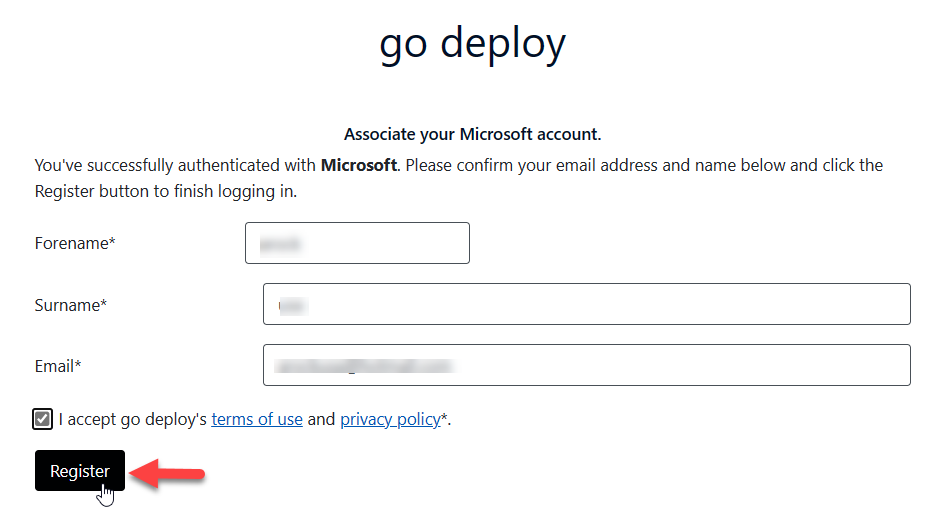 go deploy
Associate your Microsoft account.
You've successfully authenticated with Microsoft. Please confirm your email address and name below and click the
Register button to finish logging in.
Forename*
Surname*
Email*
I accept go deploy's terms of use and privacy policy*.
Register